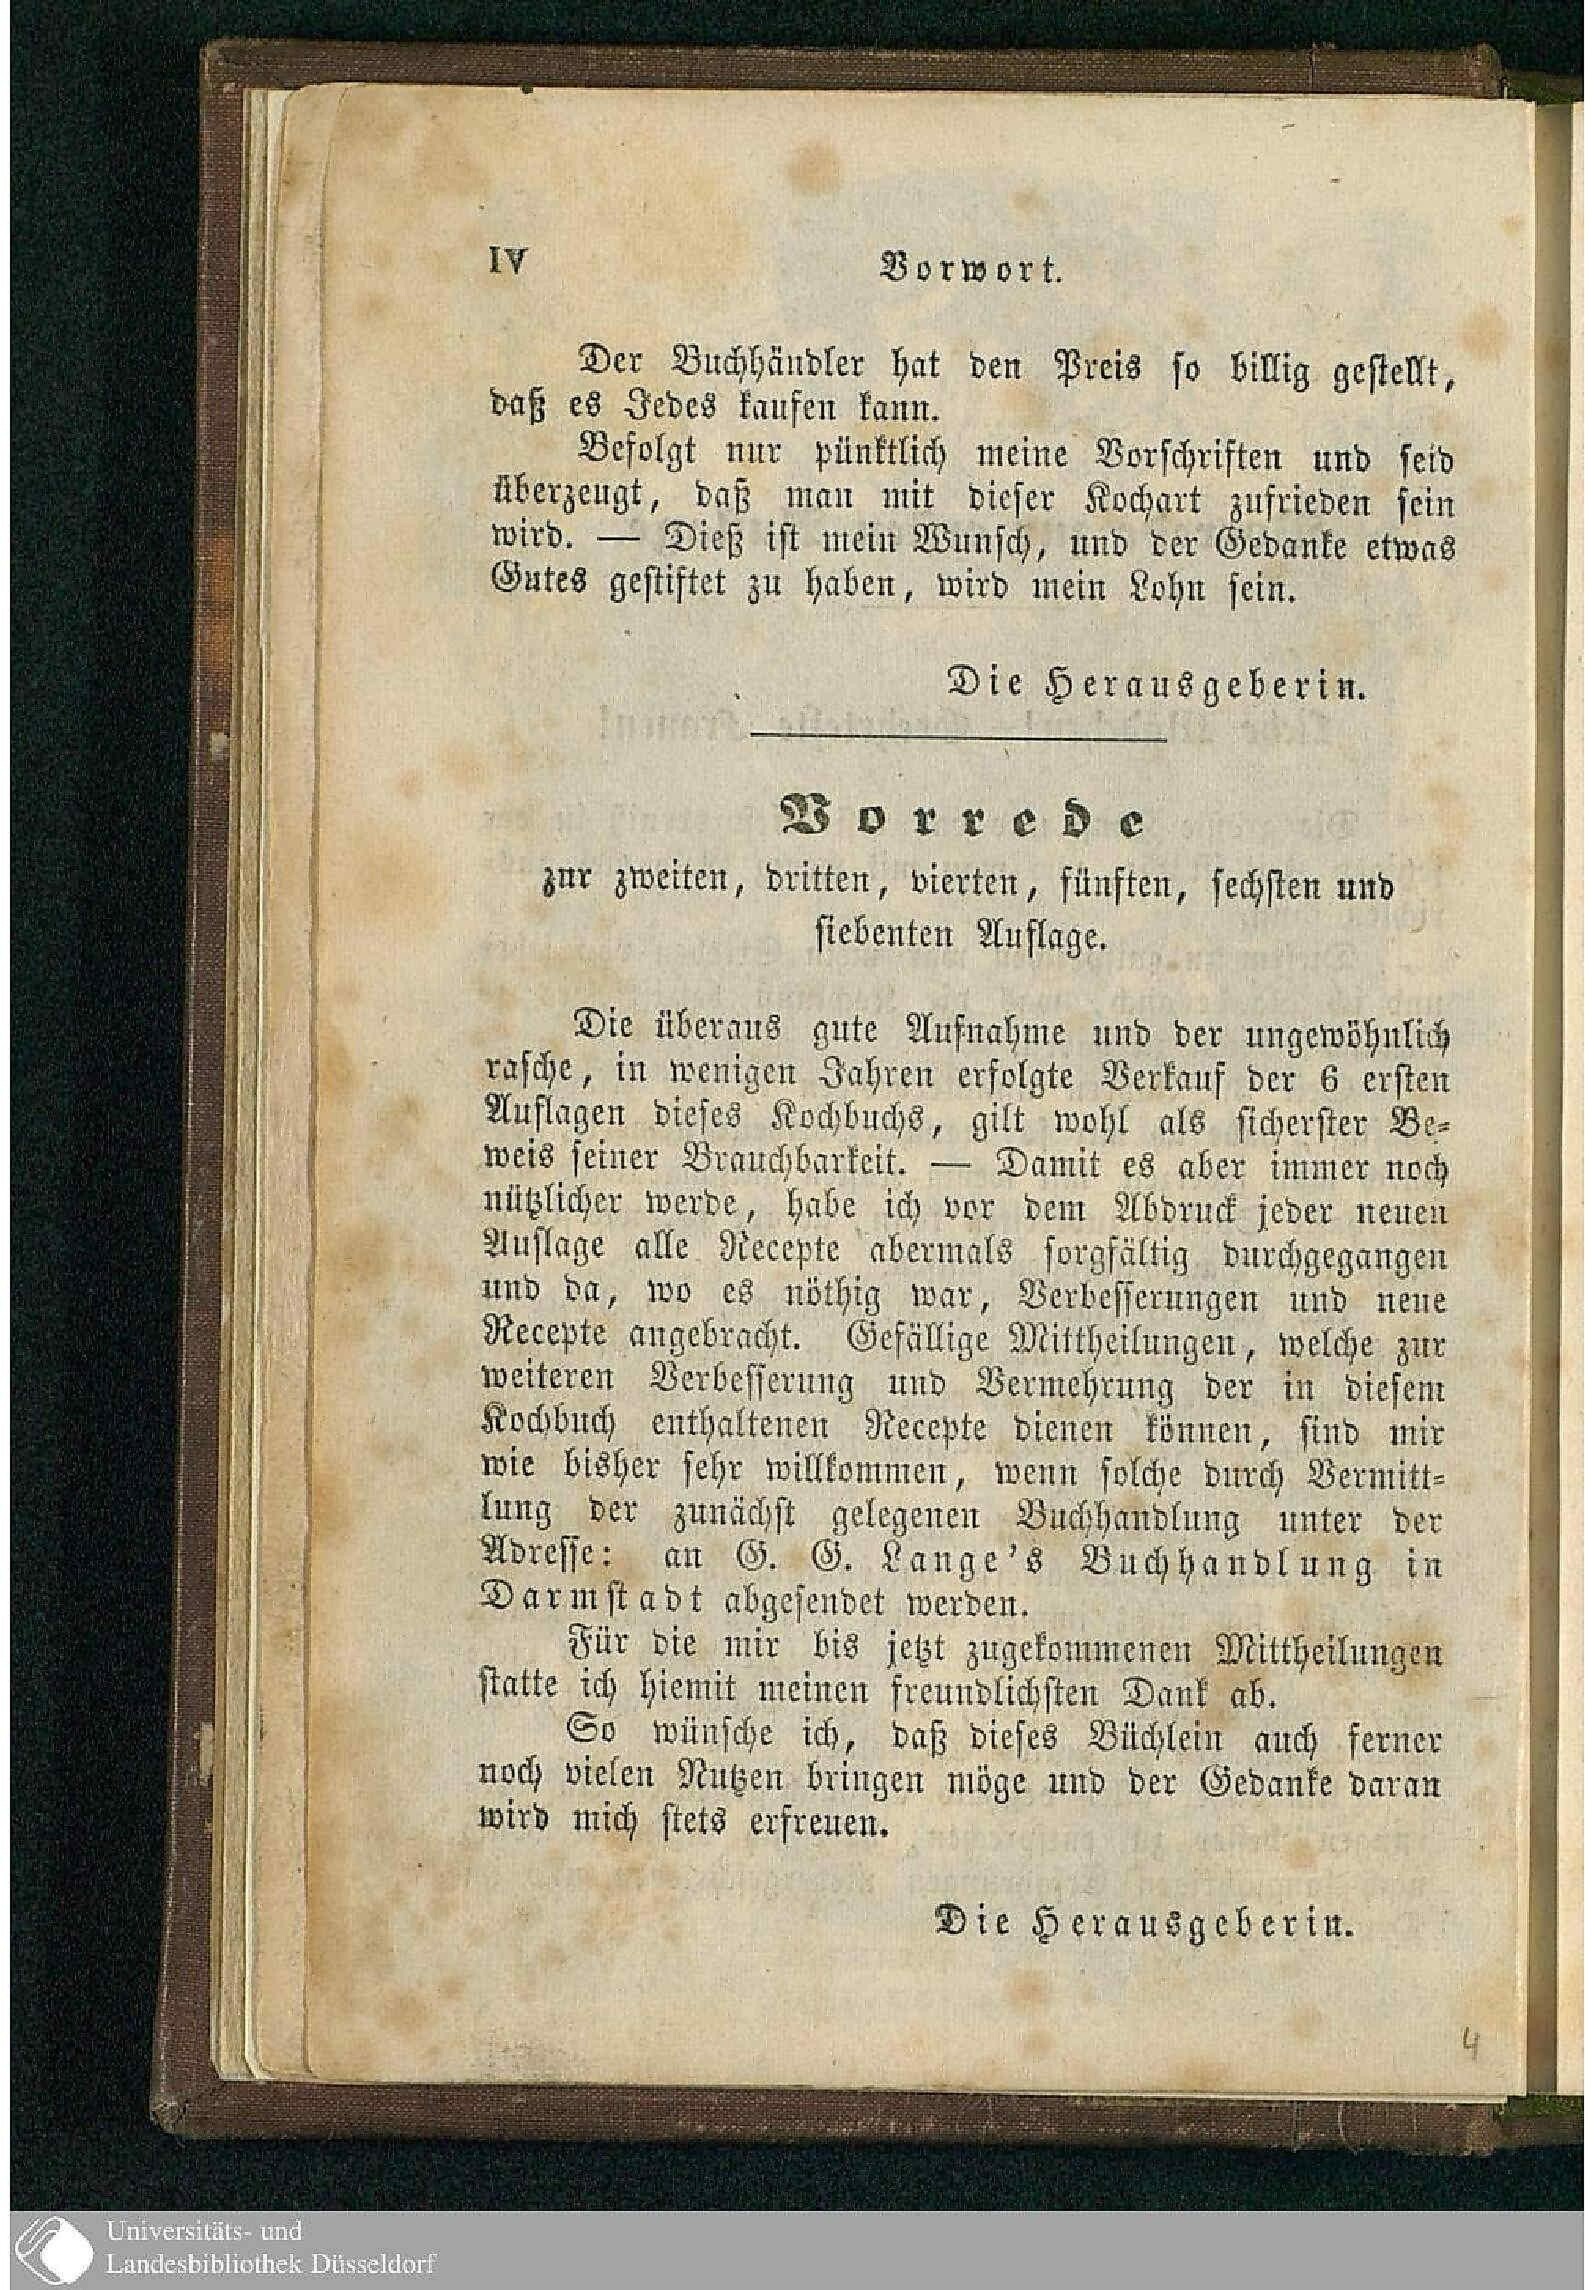 IV
Vorwort.
Der Buchhändler hat den Preis so billig gestellt,
daß es Jedes kaufen kann.
Befolgt nur pünktlich meine Vorschriften und seid
überzeugt, daß man mit dieser Kochart zufrieden sein
wird. — Dieß ist mein Wunsch, und der Gedanke etwas
Gutes gestiftet zu haben, wird mein Lohn sein.
Die Herausgeberin.
Vorrede
zur zweiten, dritten, vierten, fünften, sechsten und
siebenten Auflage.
Die überaus gute Aufnahme und der ungewöhnlich
rasche, in wenigen Jahren erfolgte Verkauf der 6 ersten
Auflagen dieses Kochbuchs, gilt wohl als sicherster Be-
weis seiner Brauchbarkeit. — Damit es aber immer noch
nützlicher werde, habe ich vor dem Abdruck jeder neuen
Auflage alle Recepte abermals sorgfältig durchgegangen
und da, wo es nöthig war, Verbesserungen und neue
Recepte angebracht. Gefällige Mittheilungen, welche zur
weiteren Verbesserung und Vermehrung der in diesem
Kochbuch enthaltenen Recepte dienen können, sind mir
wie bisher sehr willkommen, wenn solche durch Vermitt-
lung der zunächst gelegenen Buchhandlung unter der
Adresse: an G. G. Lange's Buchhandlung in
Darmstadt abgesendet werden.
Für die mir bis jetzt zugekommenen Mittheilungen
statte ich hiemit meinen freundlichsten Dank ab.
So wünsche ich, daß dieses Büchlein auch ferner
noch vielen Nutzen bringen möge und der Gedanke daran
wird mich stets erfreuen.
Die Herausgeberin.
4
Universitäts- und
Landesbibliothek Düsseldorf